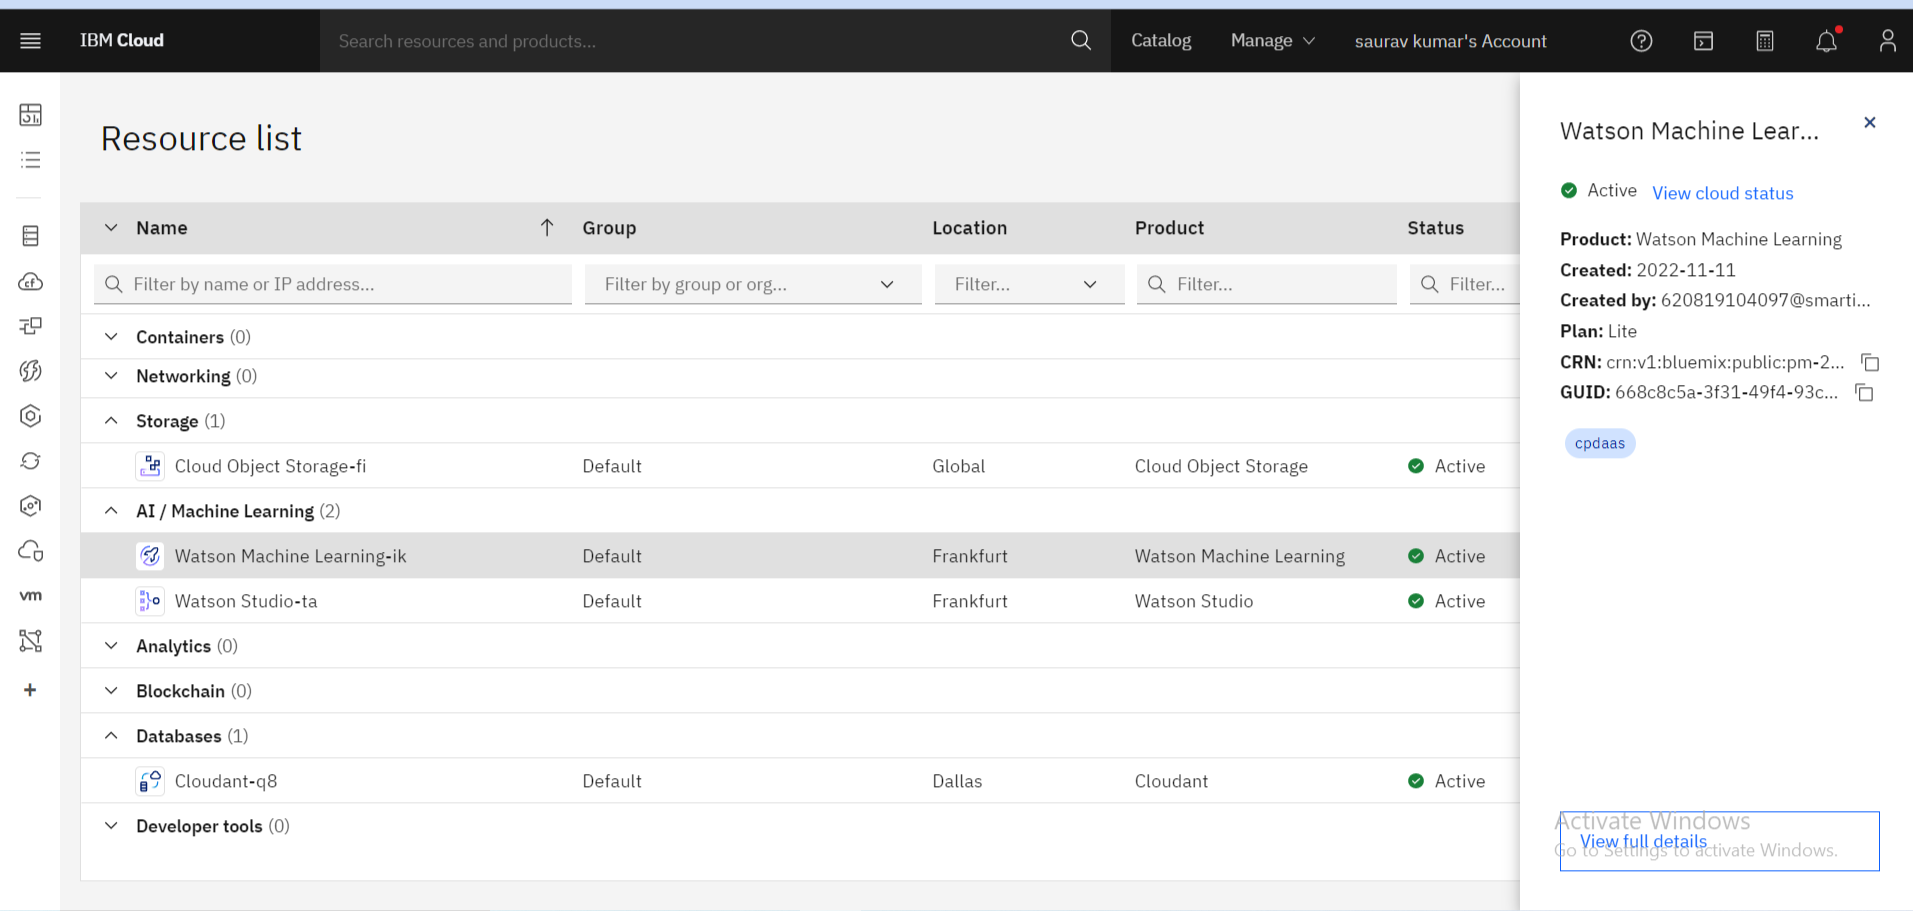 IBM Cloud
Search resources and products...
Catalog
Manage
saurav kumar's Account
Resource list
Name
Group
Location
Product
Status
Filter by name or IP address...
Filter by group or org...
Filter...
Filter...
Filter...
Containers (0)
Networking (0)
Storage (1)
Cloud Object Storage-fi
Default
Global
Cloud Object Storage
Active
AI / Machine Learning (2)
Watson Machine Learning-ik
Default
Frankfurt
Watson Machine Learning
Active
Watson Studio-ta
Default
Frankfurt
Watson Studio
Active
Analytics (0)
Blockchain (0)
Databases (1)
Cloudant-q8
Default
Dallas
Cloudant
Active
Developer tools (0)
vm
Watson Machine Lear...
Active
View cloud status
Product: Watson Machine Learning
Created: 2022-11-11
Created by: 620819104097@smarti...
Plan: Lite
CRN: crn:v1:bluemix:public:pm-2...
GUID: 668c8c5a-3f31-49f4-93c...
cpdaas
Activate Windows
View full details
Go to Settings to activate Windows.